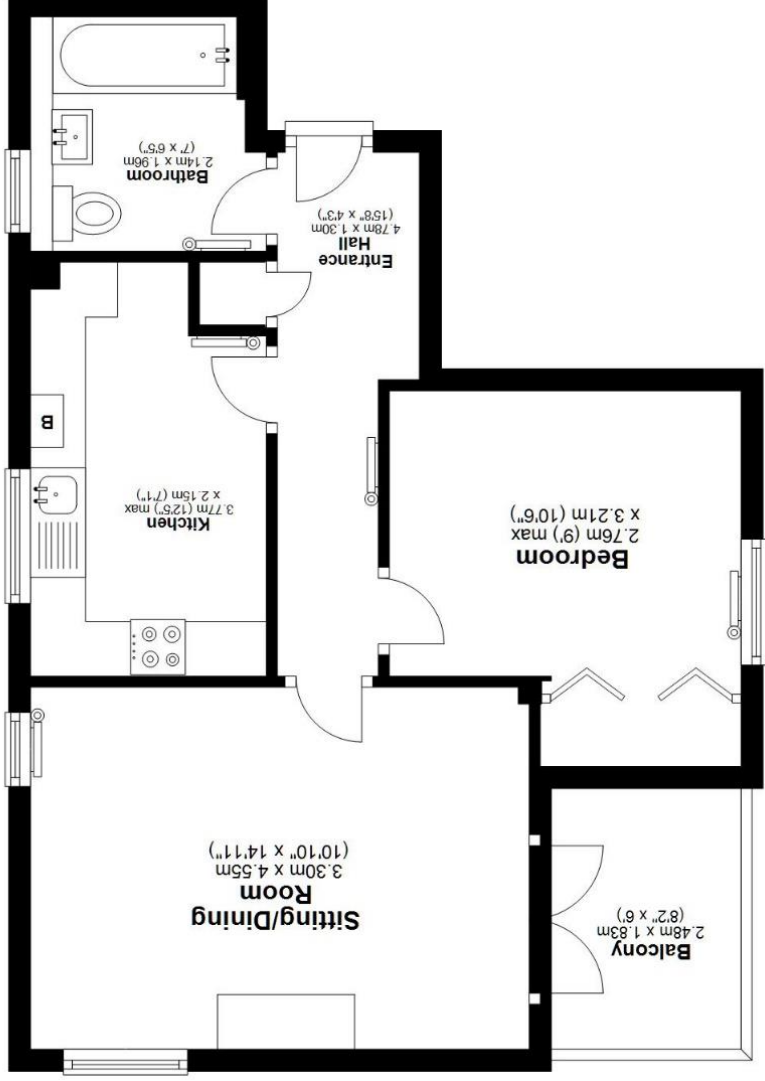 Balcony
2.48m x 1.83m
(8'2" x 6')
Sitting/Dining
Room
3.30m x 4.55m
(10'10" x 14'11")
Bedroom
2.76m (9') max
x 3.21m (10'6")
Kitchen
3.77m (12'5") max
x 2.15m (7'1")
B
Entrance
Hall
4.78m x 1.30m
(15'8" x 4'3")
Bathroom
2.14m x 1.96m
(7' x 6'5")